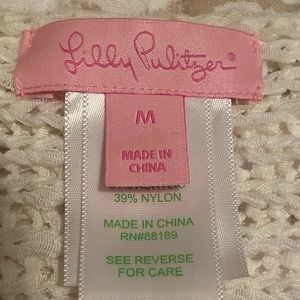 Lilly Pulitzer®
M
MADE IN
CHINA
39% NYLON
MADE IN CHINA
RN#88189
SEE REVERSE
FOR CARE